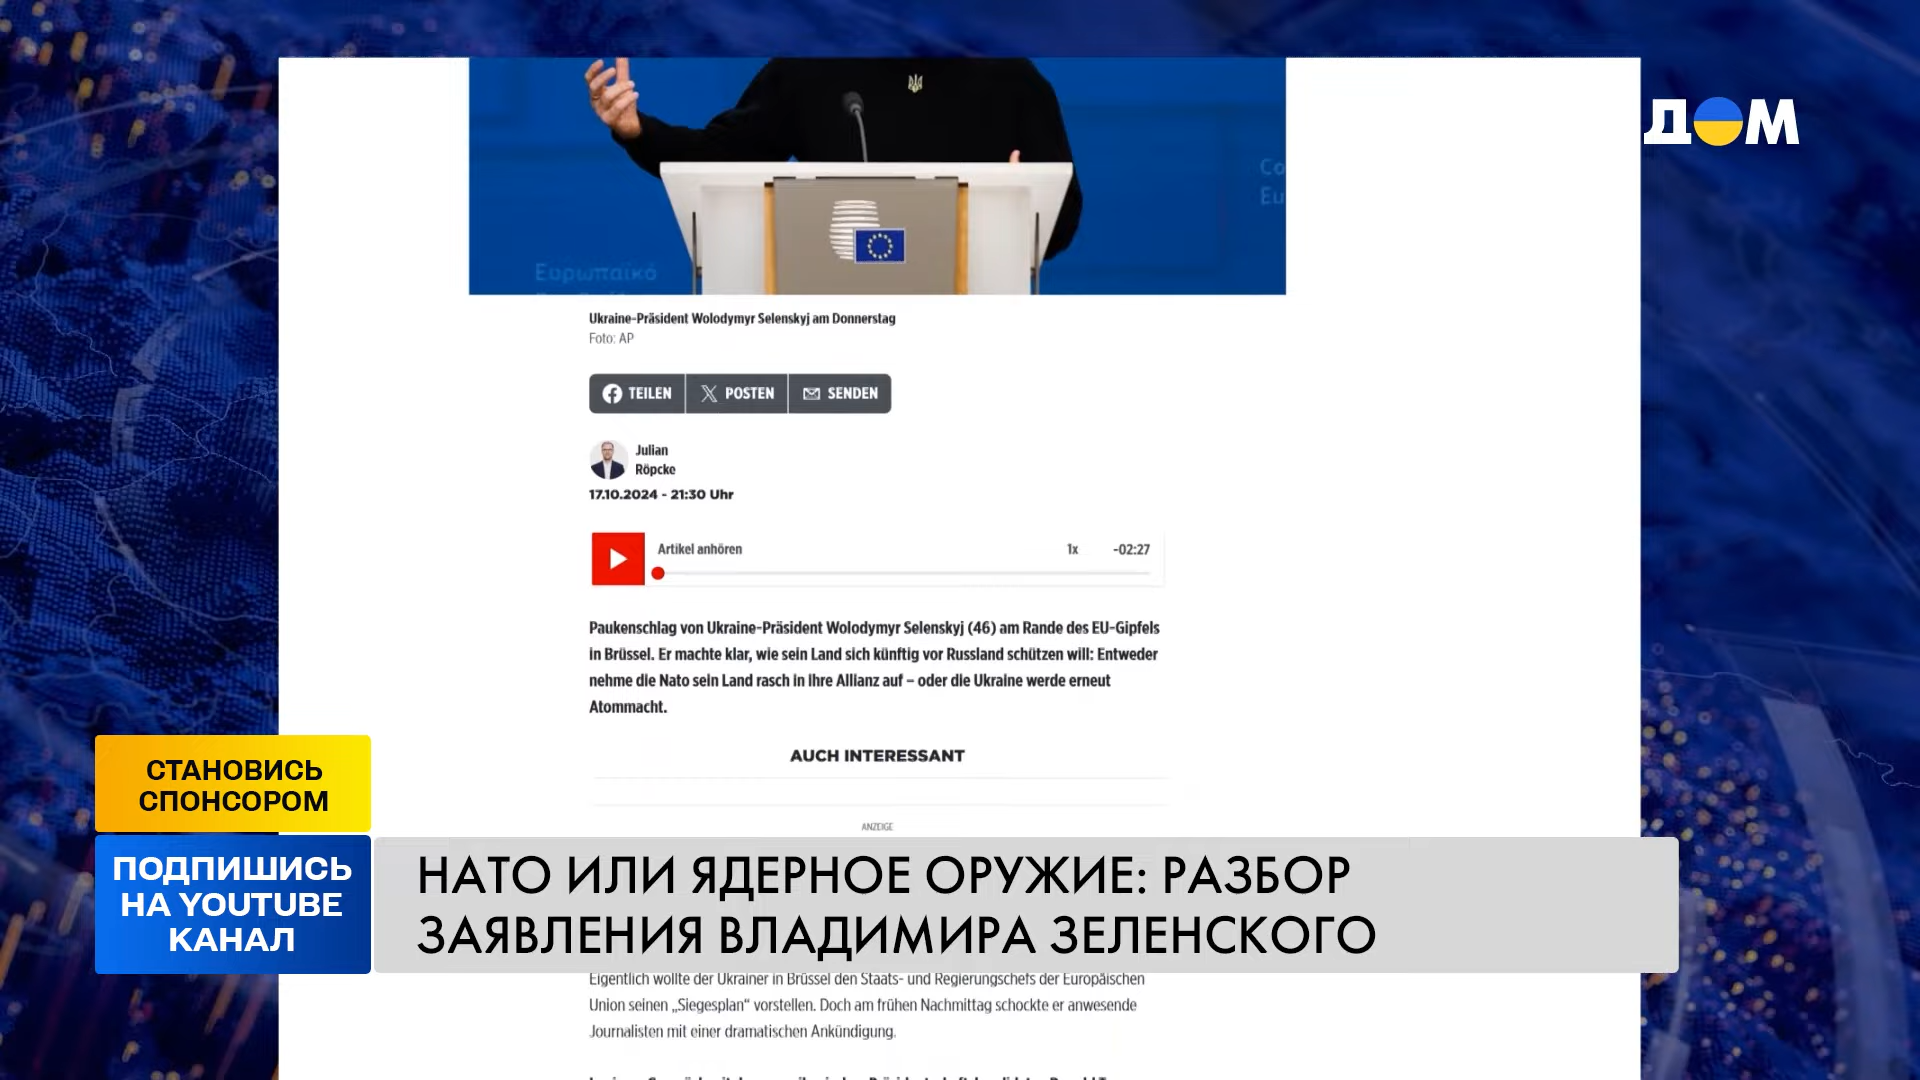 ДОМ
Co
Eu
Ευρωπαϊκό
Ukraine-Präsident Wolodymyr Selenskyj am Donnerstag
Foto: AP
TEILEN POSTEN SENDEN
Julian
Röpcke
17.10.2024 - 21:30 Uhr
Artikel anhören 1x -02:27
Paukenschlag von Ukraine-Präsident Wolodymyr Selenskyj (46) am Rande des EU-Gipfels
in Brüssel. Er machte klar, wie sein Land sich künftig vor Russland schützen will: Entweder
nehme die Nato sein Land rasch in ihre Allianz auf – oder die Ukraine werde erneut
Atommacht.
AUCH INTERESSANT
ANZEIGE
СТАНОВИСЬ
СПОНСОРОМ
ПОДПИШИСЬ
НА YOUTUBE
КАНАЛ
НАТО ИЛИ ЯДЕРНОЕ ОРУЖИЕ: РАЗБОР
ЗАЯВЛЕНИЯ ВЛАДИМИРА ЗЕЛЕНСКОГО
Eigentlich wollte der Ukrainer in Brüssel den Staats- und Regierungschefs der Europäischen
Union seinen „Siegesplan“ vorstellen. Doch am frühen Nachmittag schockte er anwesende
Journalisten mit einer dramatischen Ankündigung.